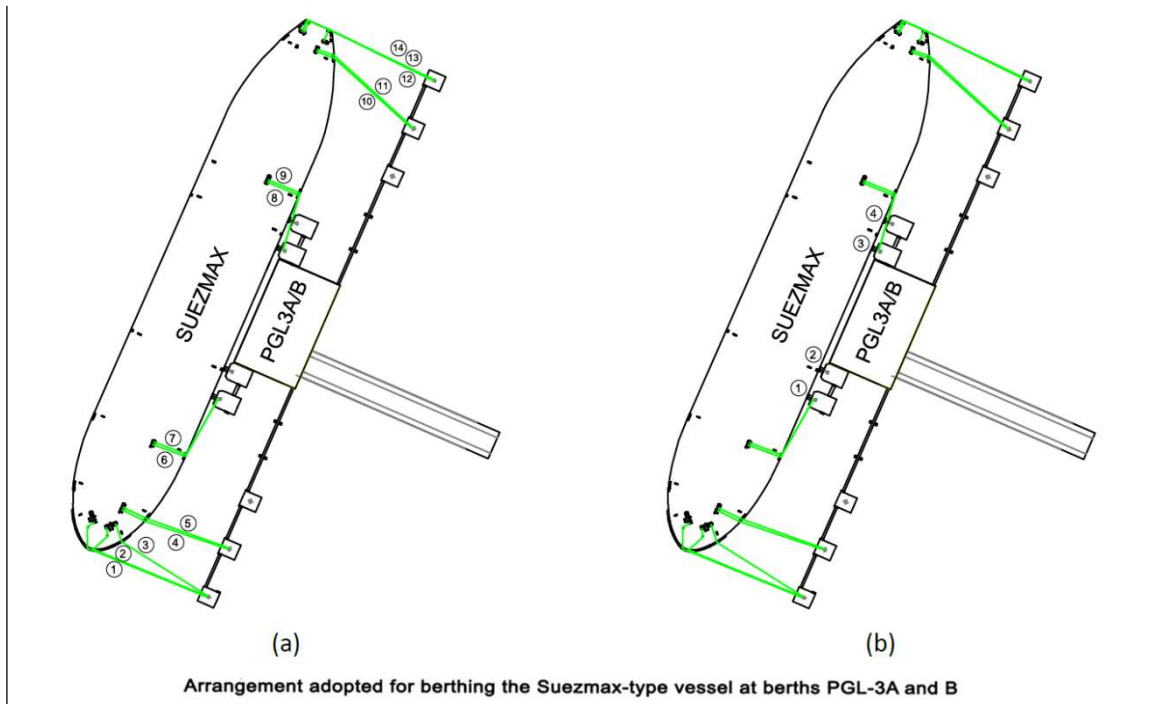 14
13
12
11
10
9
8
SUEZMAX
PGL3A/B
7
6
5
4
3
2
1
(a)
4
3
SUEZMAX
PGL3A/B
2
1
(b)
Arrangement adopted for berthing the Suezmax-type vessel at berths PGL-3A and B